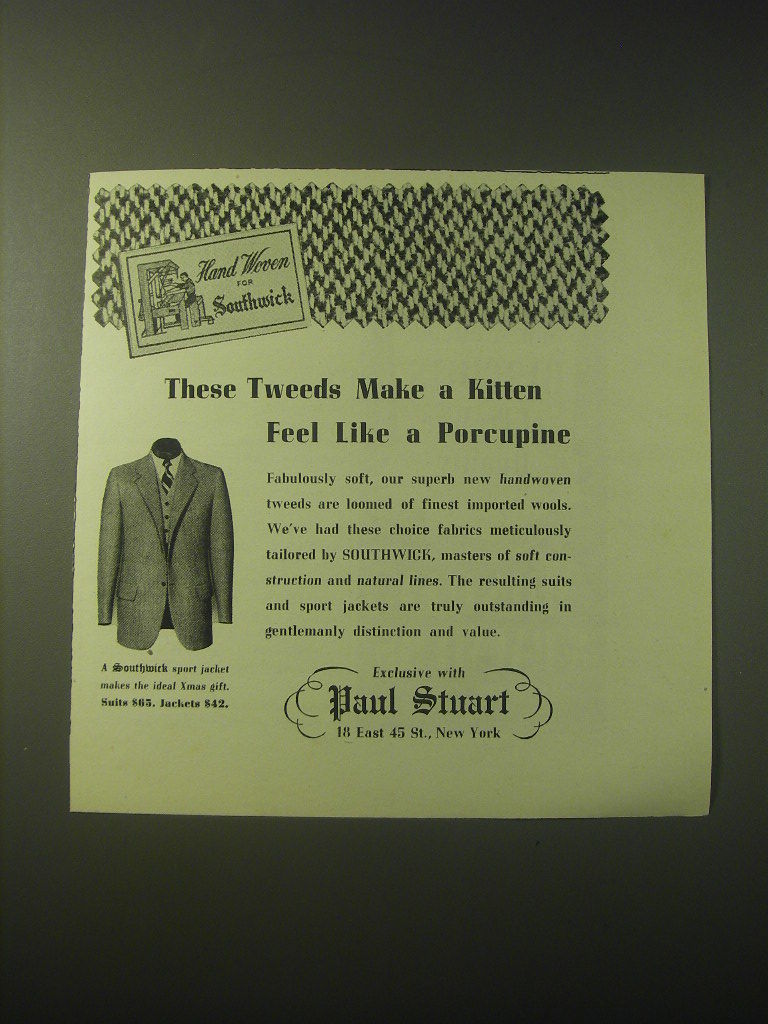 Hand Woven
FOR
Southwick
These Tweeds Make a Kitten
Feel Like a Porcupine
Fabulously soft, our superb new handwoven
tweeds are loomed of finest imported wools.
We've had these choice fabrics meticulously
tailored by SOUTHWICK, masters of soft con-
struction and natural lines. The resulting suits
and sport jackets are truly outstanding in
gentlemanly distinction and value.
A Southwick sport jacket
makes the ideal Xmas gift.
Suits $65. Jackets $42.
Exclusive with
Paul Stuart
18 East 45 St., New York